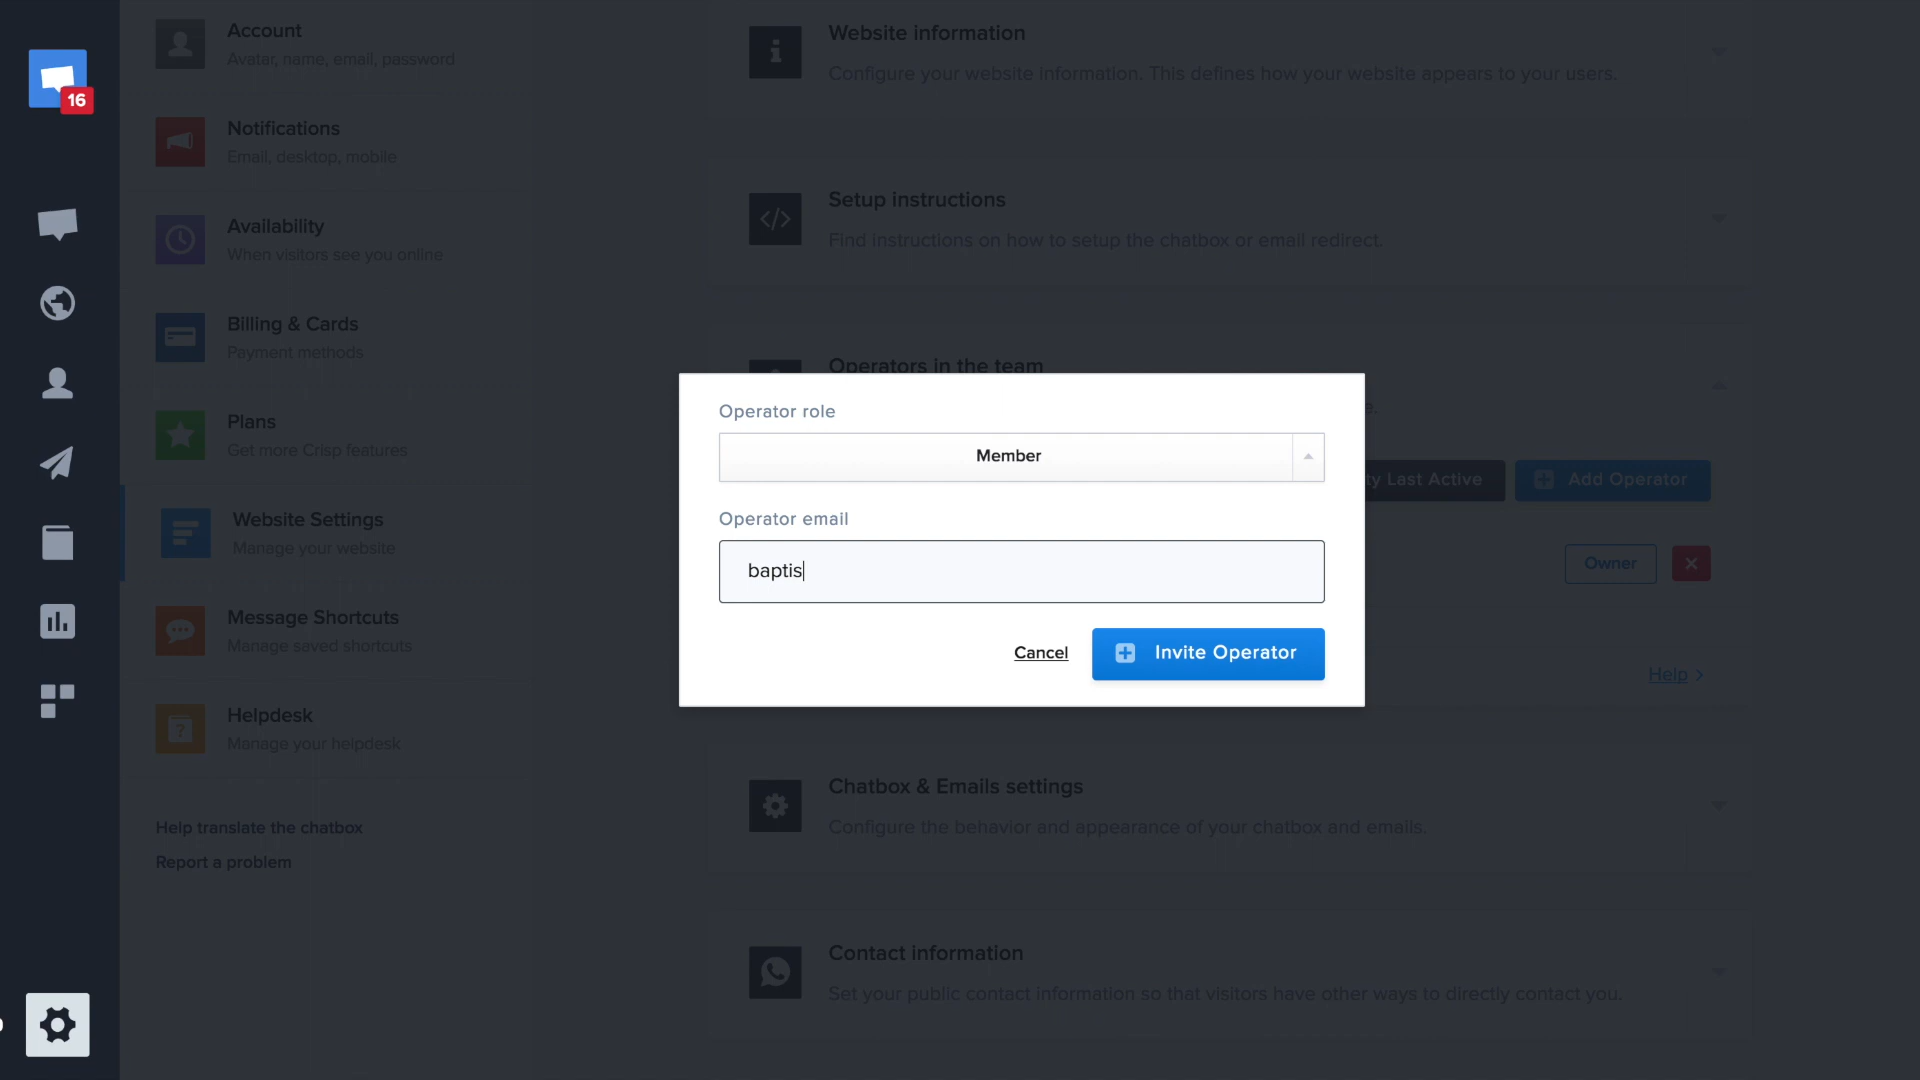 16
Account
Avatar, name, email, password
Notifications
Email, desktop, mobile
Availability
When visitors see you online
Billing & Cards
Payment methods
Plans
Get more Crisp features
Website Settings
Manage your website
Message Shortcuts
Manage saved shortcuts
Helpdesk
Manage your helpdesk
Help translate the chatbox
Report a problem
Website information
Configure your website information. This defines how your website appears to your users.
Setup instructions
Find instructions on how to setup the chatbox or email redirect.
Operators in the team
Last Active
Add Operator
Owner
Help >
Operator role
Member
Operator email
baptis
Cancel
Invite Operator
Chatbox & Emails settings
Configure the behavior and appearance of your chatbox and emails.
Contact information
Set your public contact information so that visitors have other ways to directly contact you.